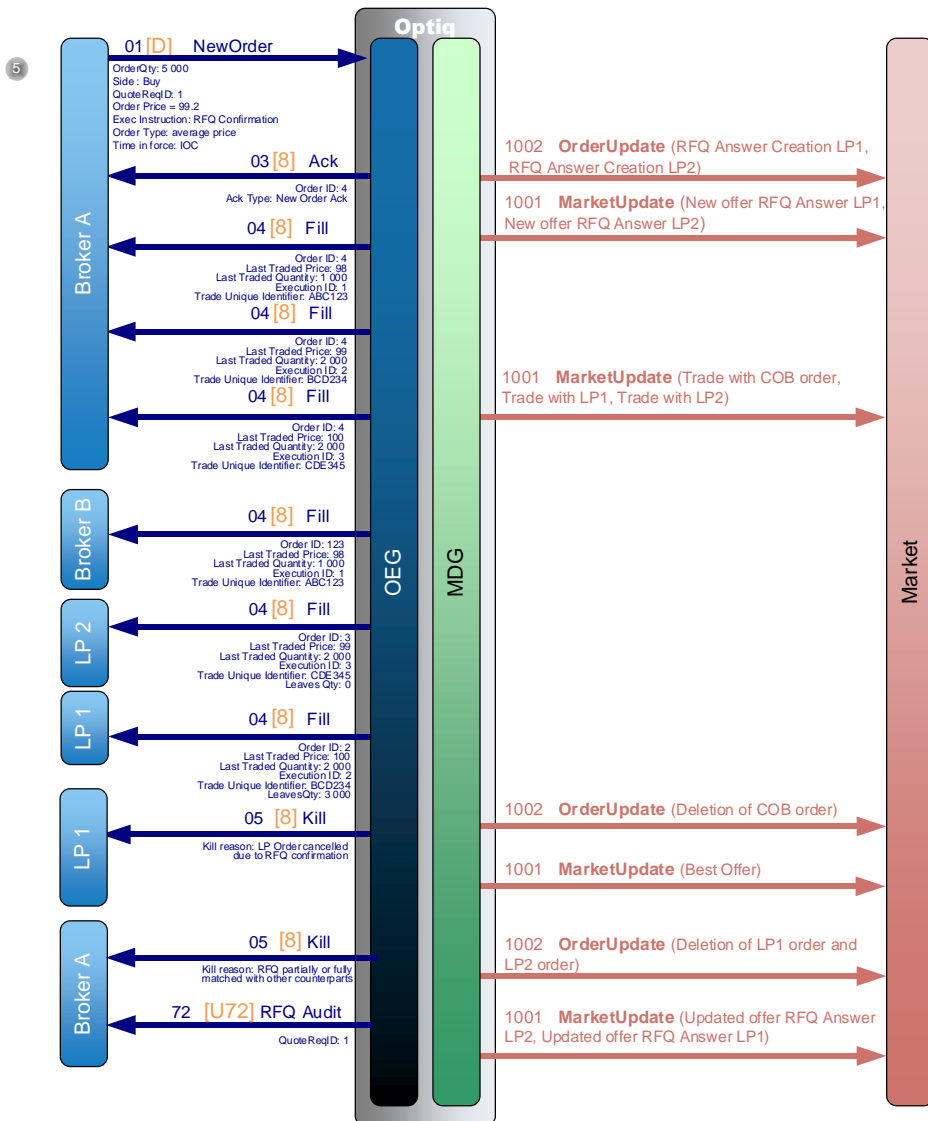 Optiq
5
01 [D] NewOrder
OrderQty: 5 000
Side : Buy
QuoteReqID: 1
Order Price = 99.2
Exec Instruction: RFQ Confirmation
Order Type: average price
Time in force: IOC
03 [8] Ack
Order ID: 4
Ack Type: New Order Ack
04 [8] Fill
Order ID: 4
Last Traded Price: 98
Last Traded Quantity: 1 000
Execution ID: 1
Trade Unique Identifier: ABC123
04 [8] Fill
Order ID: 4
Last Traded Price: 99
Last Traded Quantity: 2 000
Execution ID: 2
Trade Unique Identifier: BCD234
04 [8] Fill
Order ID: 4
Last Traded Price: 100
Last Traded Quantity: 2 000
Execution ID: 3
Trade Unique Identifier: CDE345
Broker A
04 [8] Fill
Order ID: 123
Last Traded Price: 98
Last Traded Quantity: 1 000
Execution ID: 1
Trade Unique Identifier: ABC123
Broker B
04 [8] Fill
Order ID: 3
Last Traded Price: 99
Last Traded Quantity: 2 000
Execution ID: 3
Trade Unique Identifier: CDE345
Leaves Qty: 0
LP 2
04 [8] Fill
Order ID: 2
Last Traded Price: 100
Last Traded Quantity: 2 000
Execution ID: 2
Trade Unique Identifier: BCD234
LeavesQty: 3 000
LP 1
05 [8] Kill
Kill reason: LP Order cancelled
due to RFQ confirmation
LP 1
05 [8] Kill
Kill reason: RFQ partially or fully
matched with other counterparts
72 [U72] RFQ Audit
QuoteReqID: 1
Broker A
OEG
MDG
1002 OrderUpdate (RFQ Answer Creation LP1,
RFQ Answer Creation LP2)
1001 MarketUpdate (New offer RFQ Answer LP1,
New offer RFQ Answer LP2)
1001 MarketUpdate (Trade with COB order,
Trade with LP1, Trade with LP2)
1002 OrderUpdate (Deletion of COB order)
1001 MarketUpdate (Best Offer)
1002 OrderUpdate (Deletion of LP1 order and
LP2 order)
1001 MarketUpdate (Updated offer RFQ Answer
LP2, Updated offer RFQ Answer LP1)
Market